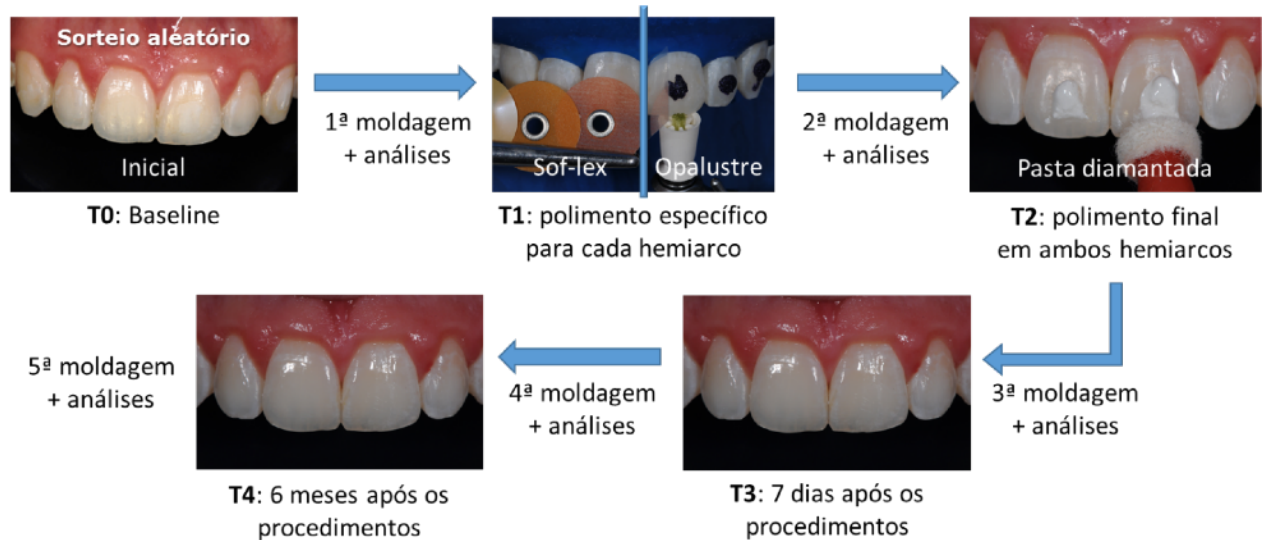 Sorteio aleatório
Inicial
T0: Baseline
1ª moldagem
+ análises
Sof-lex
Opalustre
T1: polimento específico
para cada hemiarco
2ª moldagem
+ análises
Pasta diamantada
T2: polimento final
em ambos hemiarcos
3ª moldagem
+ análises
T3: 7 dias após os
procedimentos
4ª moldagem
+ análises
T4: 6 meses após os
procedimentos
5ª moldagem
+ análises